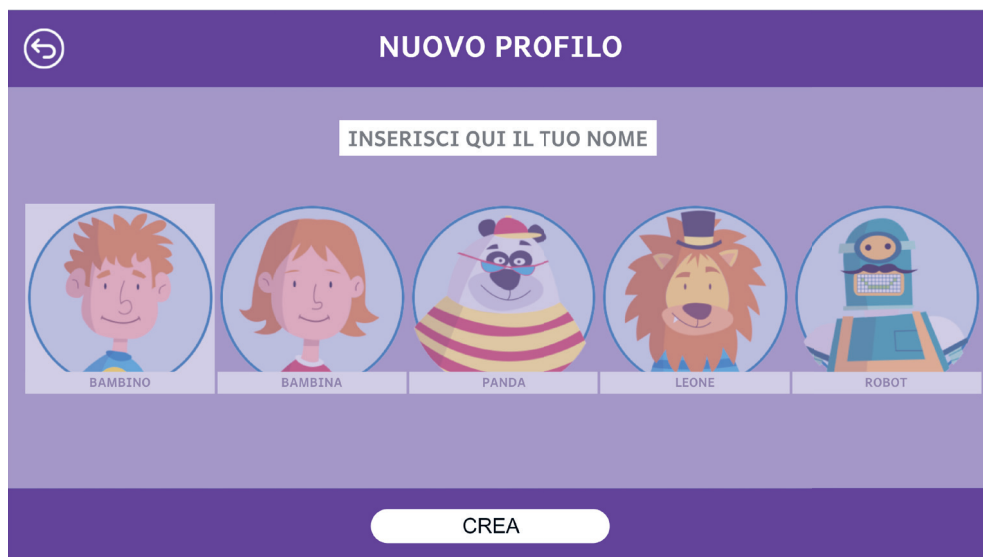 NUOVO PROFILO
INSERISCI QUI IL TUO NOME
BAMBINO
BAMBINA
PANDA
LEONE
ROBOT
CREA